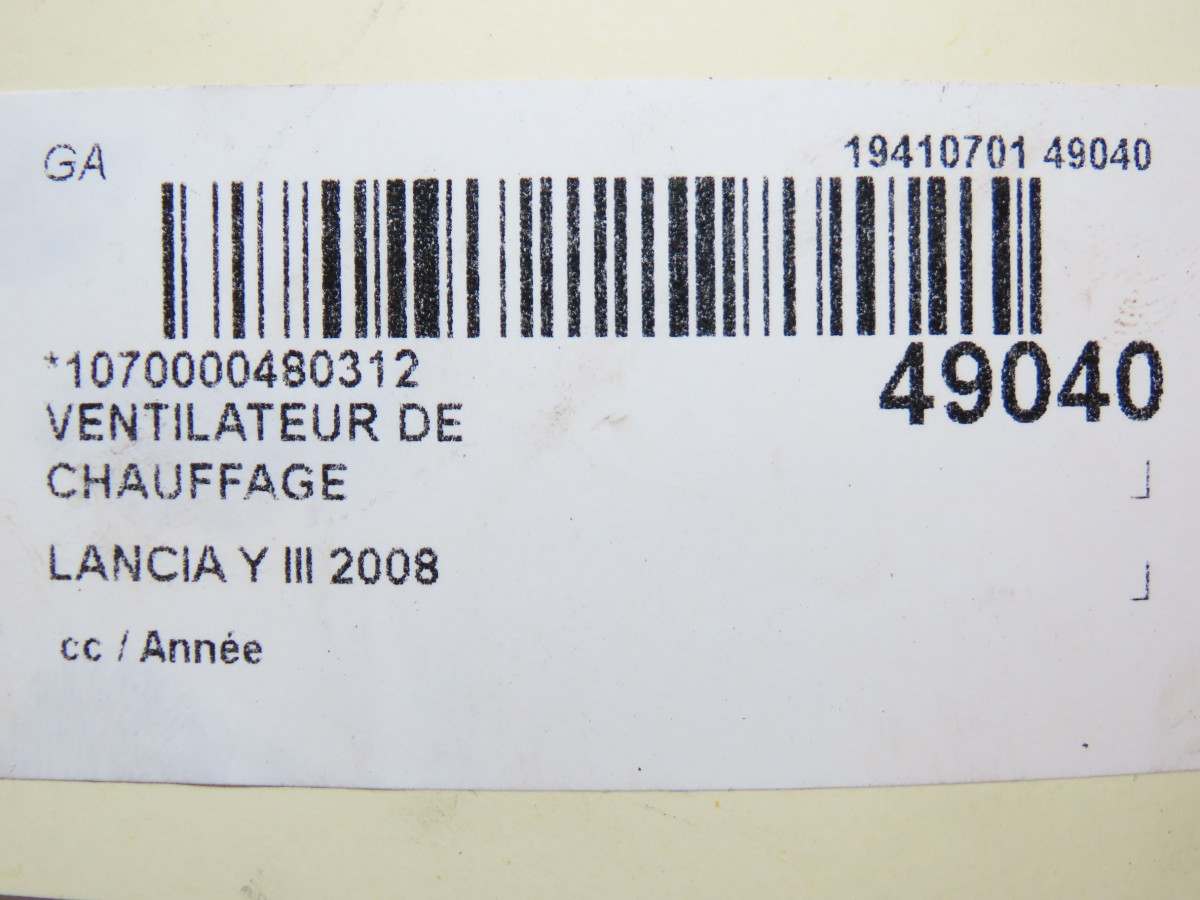 GA
19410701 49040
*1070000480312
49040
VENTILATEUR DE
CHAUFFAGE
LANCIA Y III 2008
cc / Année